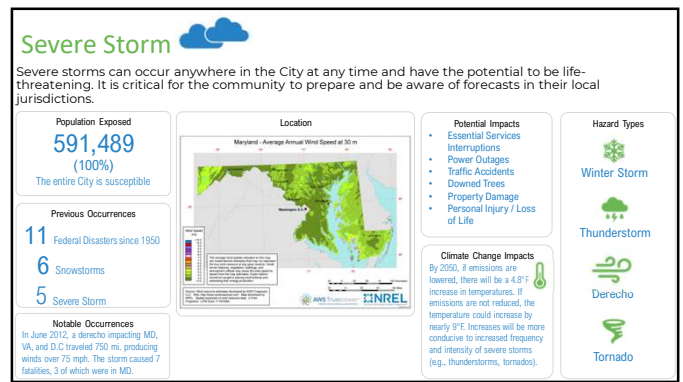 Severe Storm
Severe storms can occur anywhere in the City at any time and have the potential to be life-
threatening. It is critical for the community to prepare and be aware of forecasts in their local
jurisdictions.
Population Exposed
591,489
(100%)
The entire City is susceptible
Previous Occurrences
11 Federal Disasters since 1950
6 Snowstorms
5 Severe Storm
Notable Occurrences
In June 2012, a derecho impacting MD,
VA, and D.C traveled 750 mi. producing
winds over 75 mph. The storm caused 7
fatalities, 3 of which were in MD.
Location
Maryland - Average Annual Wind Speed at 30 m
Washington D.C.
Wind Speed
AWS Truepower
NREL
Potential Impacts
• Essential Services
Interruptions
• Power Outages
• Traffic Accidents
• Downed Trees
• Property Damage
• Personal Injury / Loss
of Life
Climate Change Impacts
By 2050, if emissions are
lowered, there will be a 4.8°F
increase in temperatures. If
emissions are not reduced, the
temperature could increase by
nearly 9°F. Increases will be more
conducive to increased frequency
and intensity of severe storms
(e.g., thunderstorms, tornados).
Hazard Types
Winter Storm
Thunderstorm
Derecho
Tornado